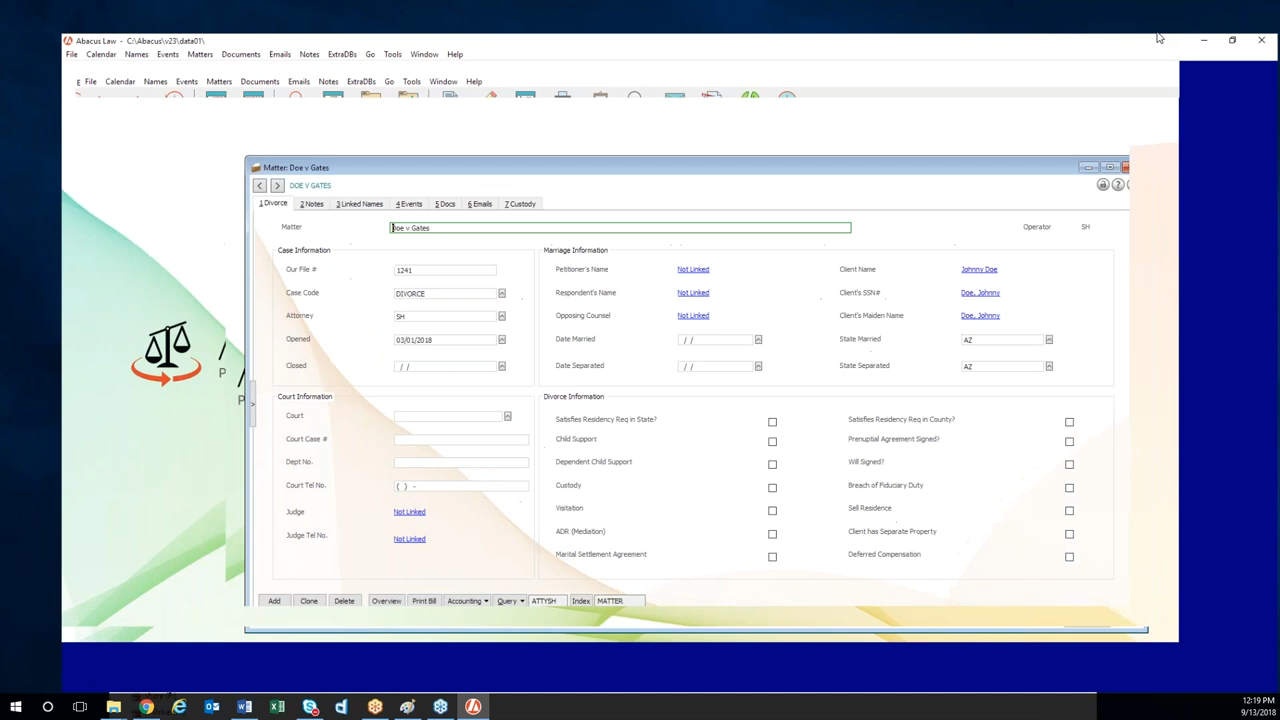 Abacus Law - C:\Abacus\v23\data01\
File Calendar Names Events Matters Documents Emails Notes ExtraDBs Go Tools Window Help
E File Calendar Names Events Matters Documents Emails Notes ExtraDBs Go Tools Window Help
Matter: Doe v Gates
DOE V GATES
1 Divorce 2 Notes 3 Linked Names 4 Events 5 Docs 6 Emails 7 Custody
Matter Doe v Gates Operator SH
Case Information Marriage Information
Our File # 1241 Petitioner's Name Not Linked Client Name Johnny Doe
Case Code DIVORCE Respondent's Name Not Linked Client's SSN# Doe, Johnny
Attorney SH Opposing Counsel Not Linked Client's Maiden Name Doe, Johnny
Opened 03/01/2018 Date Married / / State Married AZ
Closed / / Date Separated / / State Separated AZ
Court Information Divorce Information
Court Satisfies Residency Req in State? Satisfies Residency Req in County?
Court Case # Child Support Prenuptial Agreement Signed?
Dept No. Dependent Child Support Will Signed?
Court Tel No. ( ) - Custody Breach of Fiduciary Duty
Judge Not Linked Visitation Sell Residence
Judge Tel No. Not Linked ADR (Mediation) Client has Separate Property
Marital Settlement Agreement Deferred Compensation
Add Clone Delete Overview Print Bill Accounting Query ATTYSH Index MATTER
12:19 PM
9/13/2018